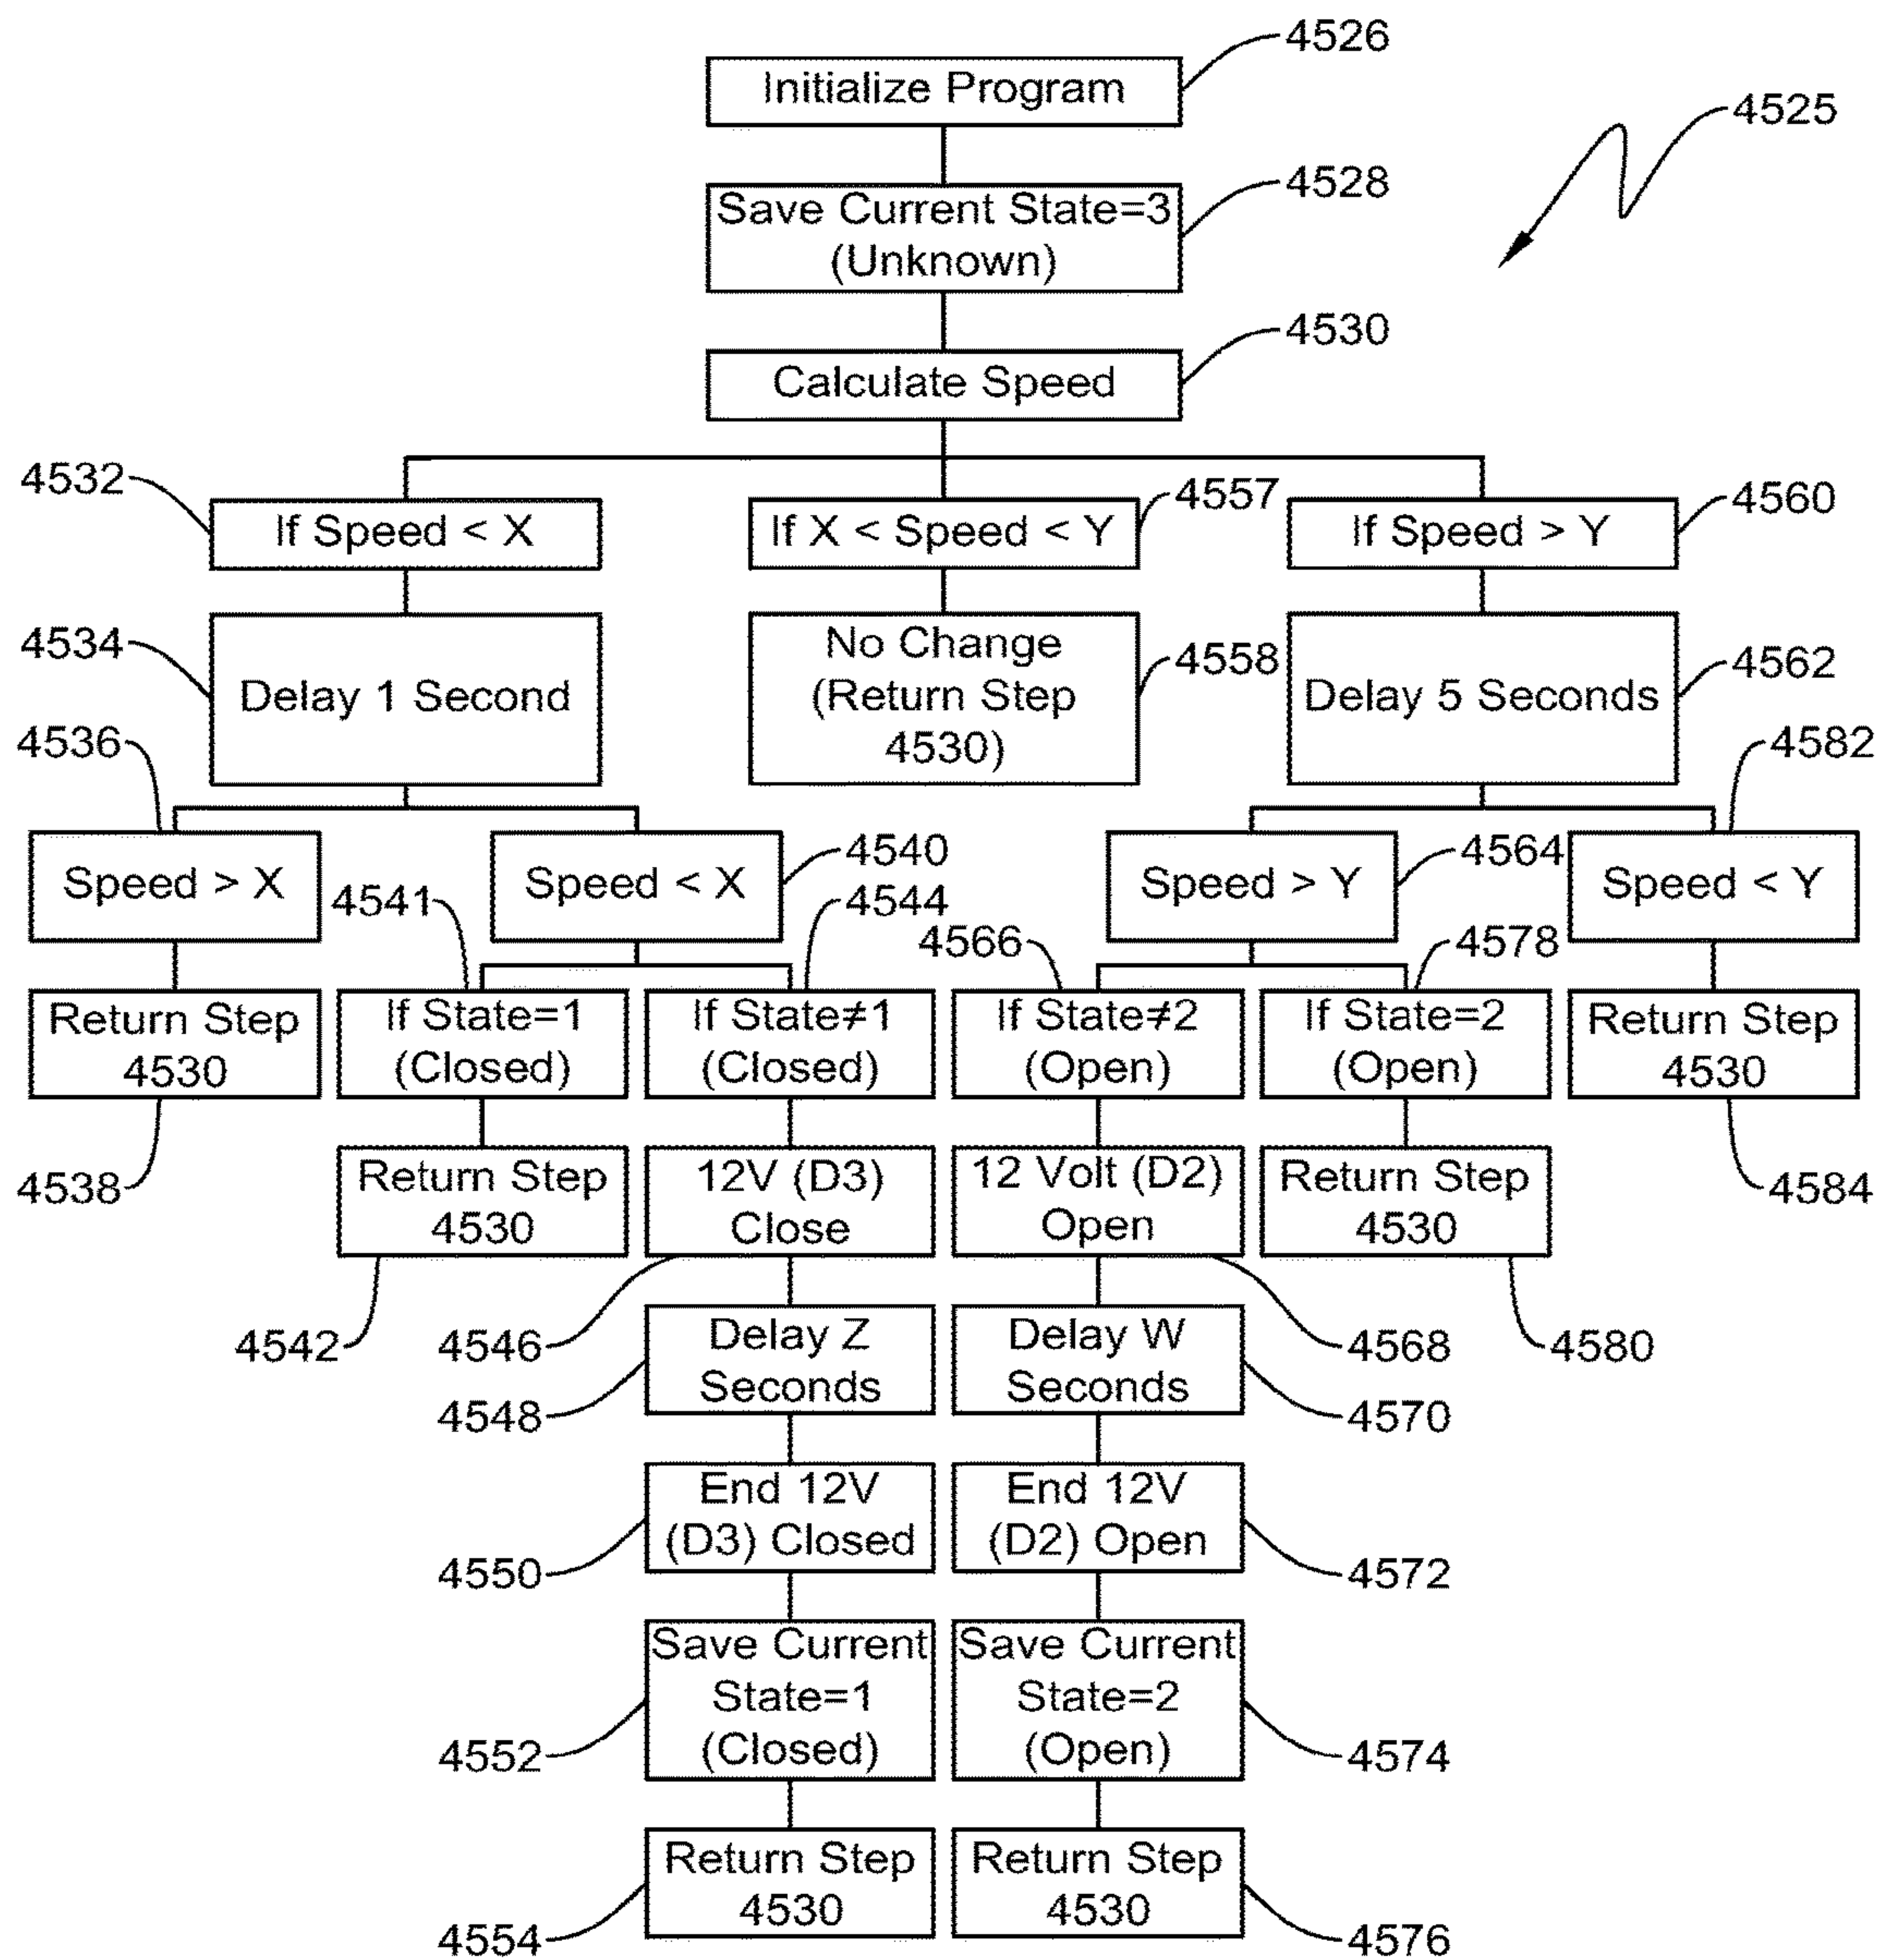 4526
Initialize Program
4525
4528
Save Current State=3
(Unknown)
4530
Calculate Speed
4532
If Speed < X
4557
If X < Speed < Y
4560
If Speed > Y
4534
Delay 1 Second
No Change
(Return Step
4530)
4558
Delay 5 Seconds
4562
4536
4582
Speed > X
4540
Speed < X
4564
Speed > Y
Speed < Y
4541
4544
4566
4578
Return Step
4530
If State=1
(Closed)
If State≠1
(Closed)
If State≠2
(Open)
If State=2
(Open)
Return Step
4530
4538
Return Step
4530
12V (D3)
Close
12 Volt (D2)
Open
Return Step
4530
4584
4542
4546
4568
4580
Delay Z
Seconds
Delay W
Seconds
4548
4570
End 12V
(D3) Closed
End 12V
(D2) Open
4550
4572
Save Current
State=1
(Closed)
Save Current
State=2
(Open)
4552
4574
Return Step
4530
Return Step
4530
4554
4576